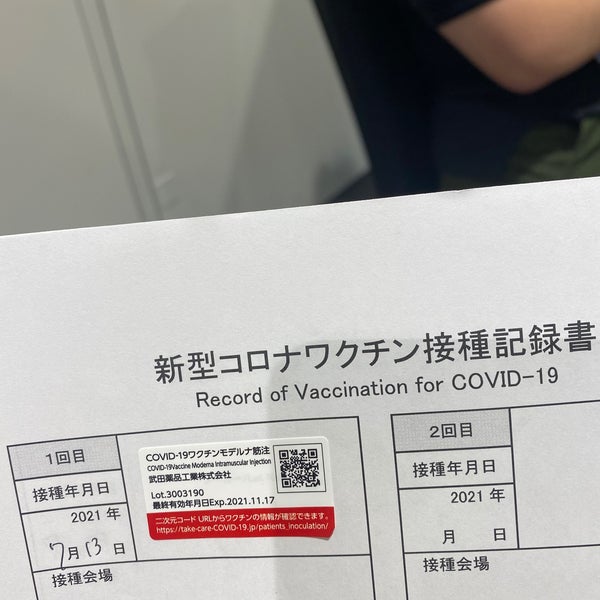 新型コロナワクチン接種記録書
Record of Vaccination for COVID-19
1回目
接種年月日
2021 年
7月13日
接種会場
COVID-19ワクチンモデルナ筋注
COVID-19Vaccine Moderna Intramuscular Injection
武田薬品工業株式会社
Lot.3003190
最終有効年月日Exp.2021.11.17
二次元コード URLからワクチンの情報が確認できます。
https://take-care-COVID-19.jp/patients_inoculation/
2回目
接種年月日
2021 年
月 日
接種会場